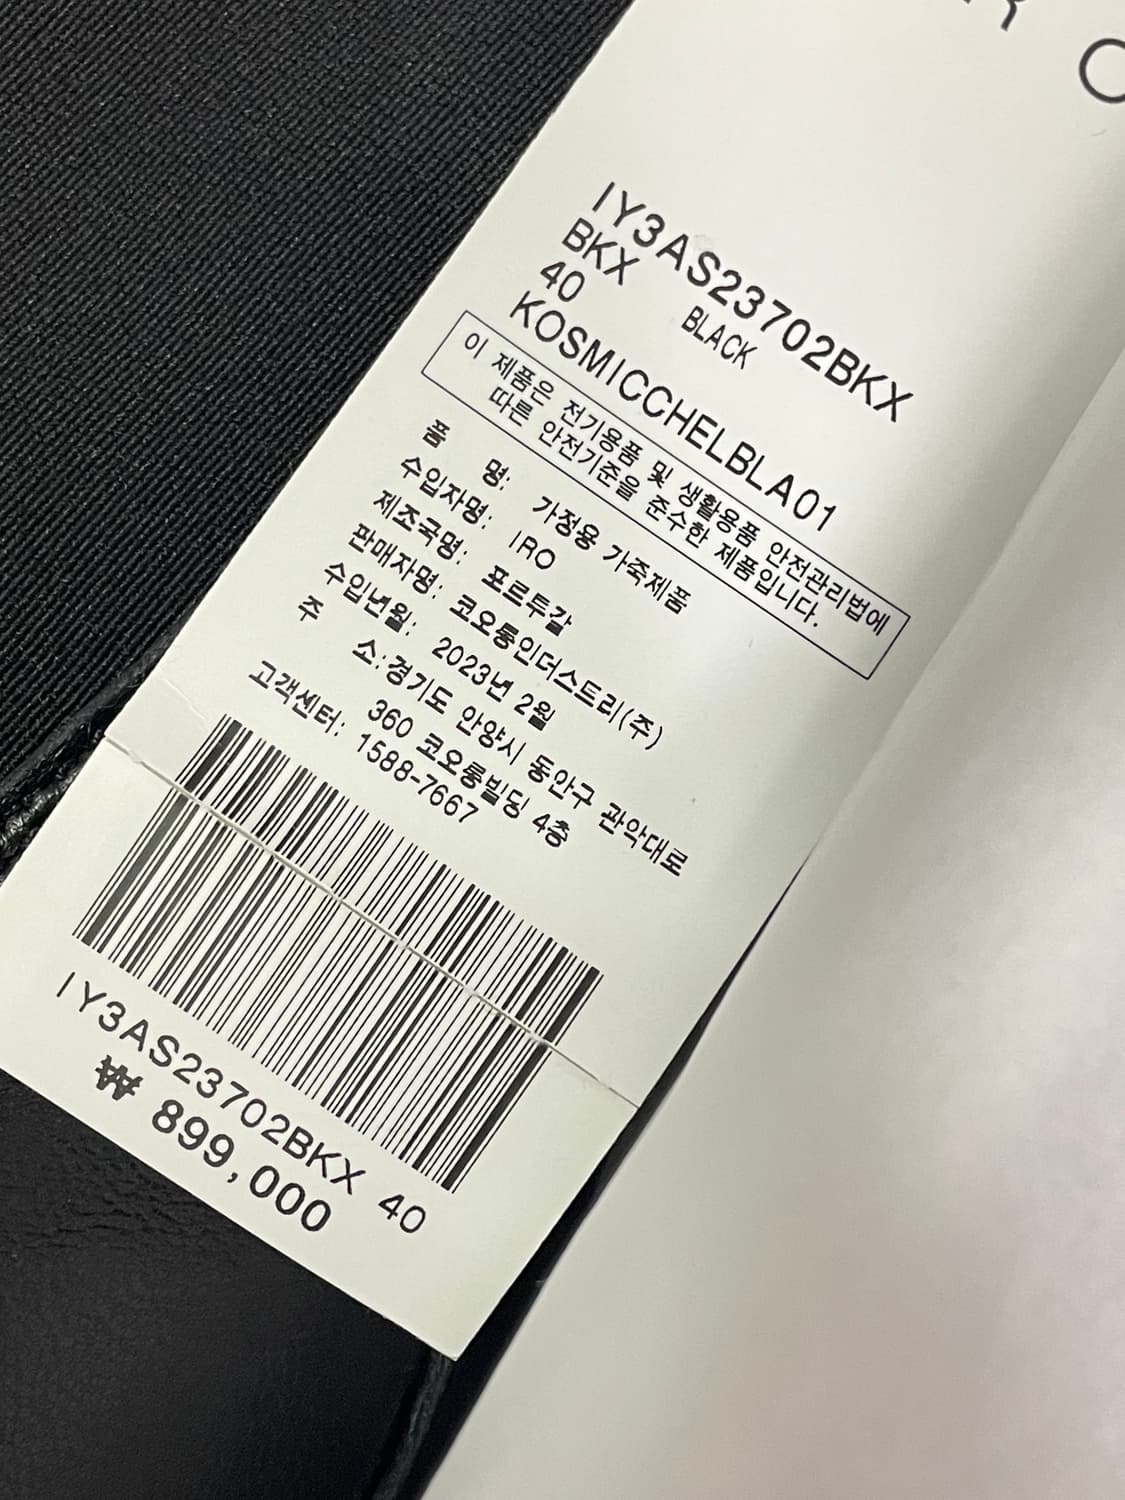 IY3AS23702BKX
BKX BLACK
40
KOSMICCHELBLA01
이 제품은 전기용품 및 생활용품 안전관리법에
따른 안전기준을 준수한 제품입니다.
품 명: 가정용 가죽제품
수입자명: IRO
제조국명: 포르투갈
판매자명: 코오롱인더스트리(주)
수입년월: 2023년 2월
주 소:경기도 안양시 동안구 관악대로
360 코오롱빌딩 4층
고객센터: 1588-7667
IY3AS23702BKX 40
₩ 899,000